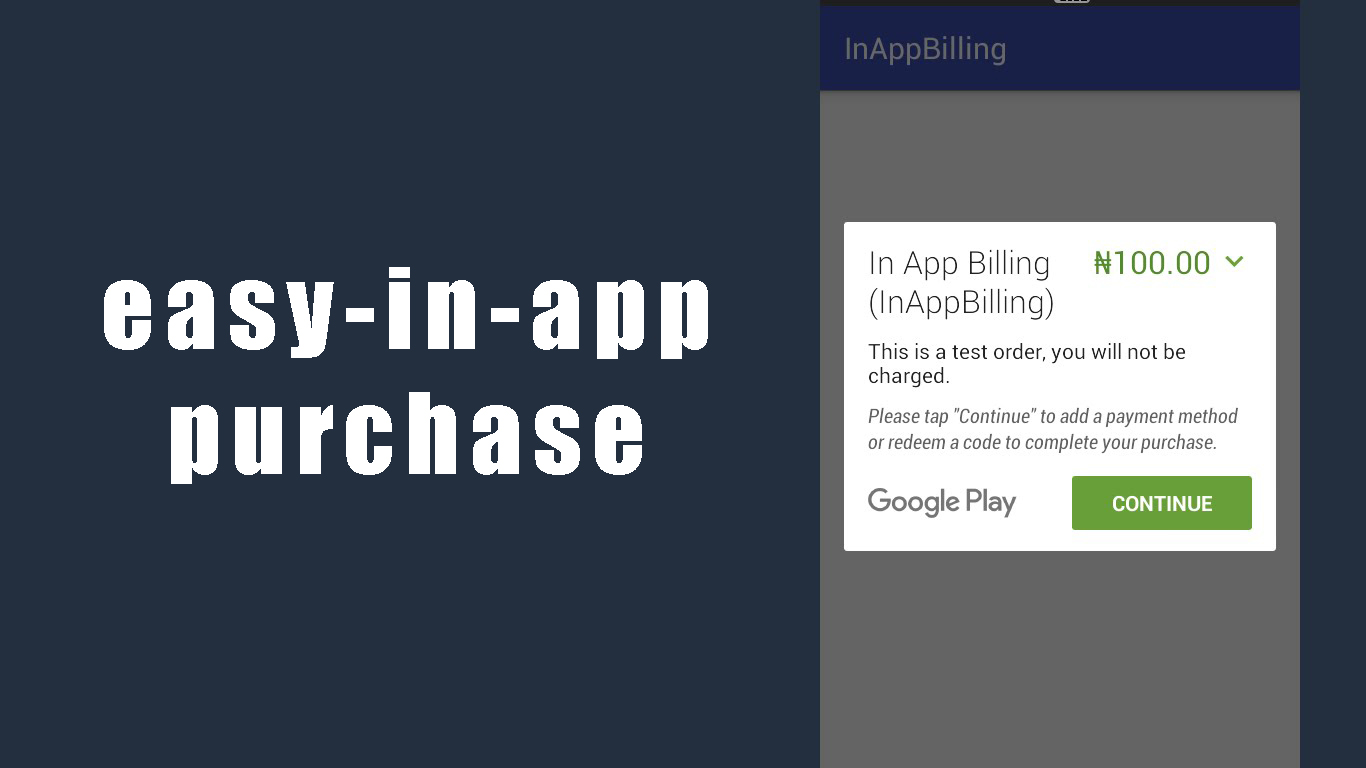 easy-in-app
purchase
InAppBilling
In App Billing
(InAppBilling)
₦100.00
This is a test order, you will not be
charged.
Please tap "Continue" to add a payment method
or redeem a code to complete your purchase.
Google Play
CONTINUE